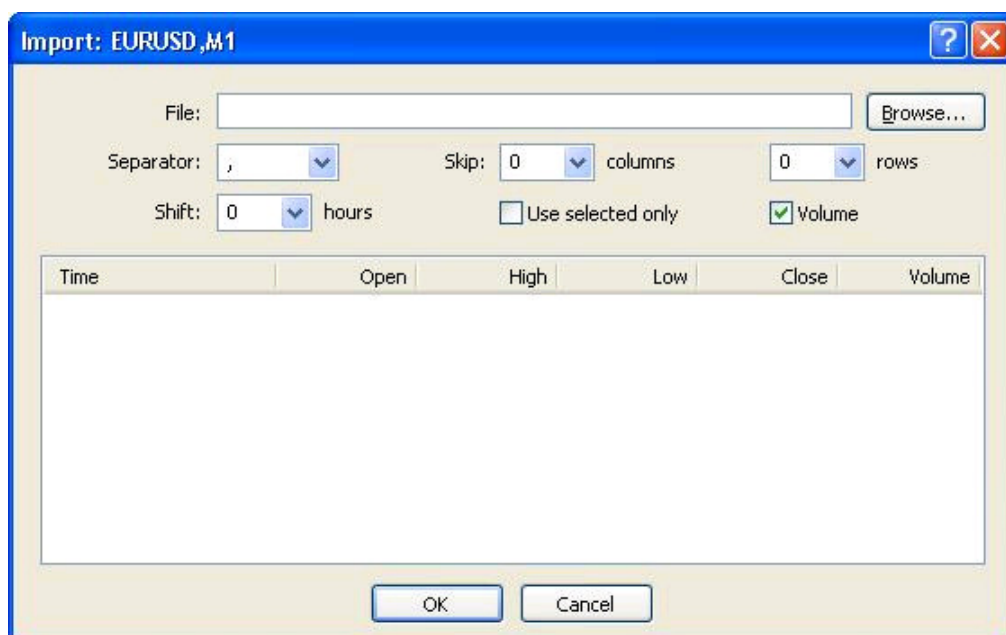 Import: EURUSD,M1
File: Browse...
Separator: , Skip: 0 columns 0 rows
Shift: 0 hours Use selected only Volume
Time Open High Low Close Volume
OK Cancel